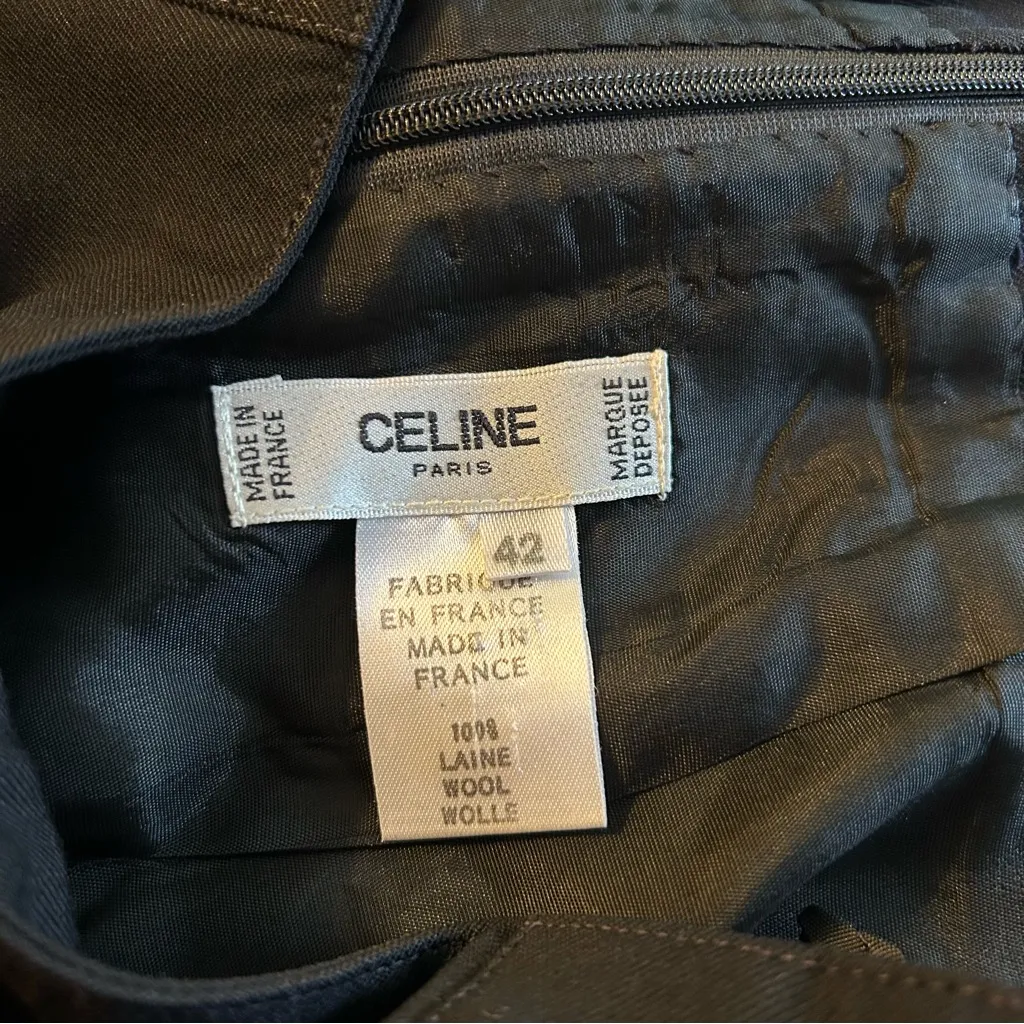 MADE IN
FRANCE
CELINE
PARIS
MARQUE
DEPOSEE
42
FABRIQUE
EN FRANCE
MADE IN
FRANCE
100%
LAINE
WOOL
WOLLE